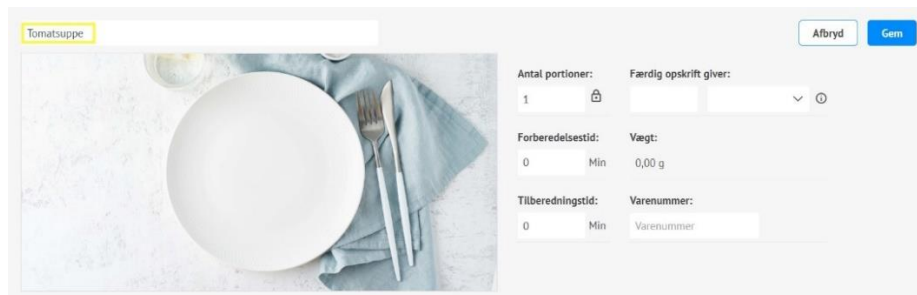 Tomatsuppe
Afbryd
Gem
Antal portioner:
Færdig opskrift giver:
1
Forberedelsestid:
Vægt:
0 Min
0,00 g
Tilberedningstid:
Varenummer:
0 Min
Varenummer